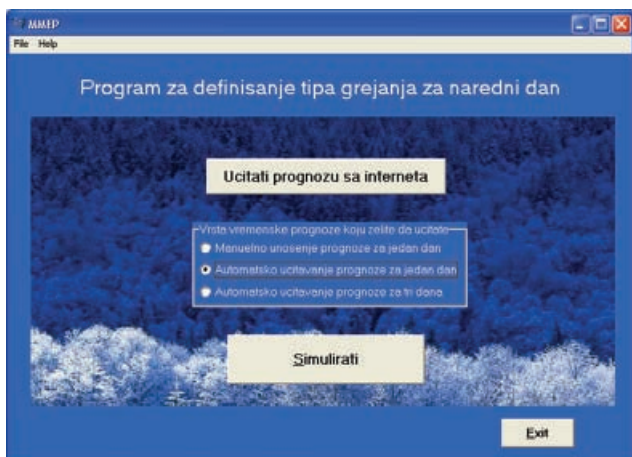 MMEP
File Help
Program za definisanje tipa grejanja za naredni dan
Ucitati prognozu sa interneta
Vrsta vremenske prognoze koju zelite da ucitate
Manuelno unosenje prognoze za jedan dan
Automatsko ucitavanje prognoze za jedan dan
Automatsko ucitavanje prognoze za tri dana
Simulirati
Exit